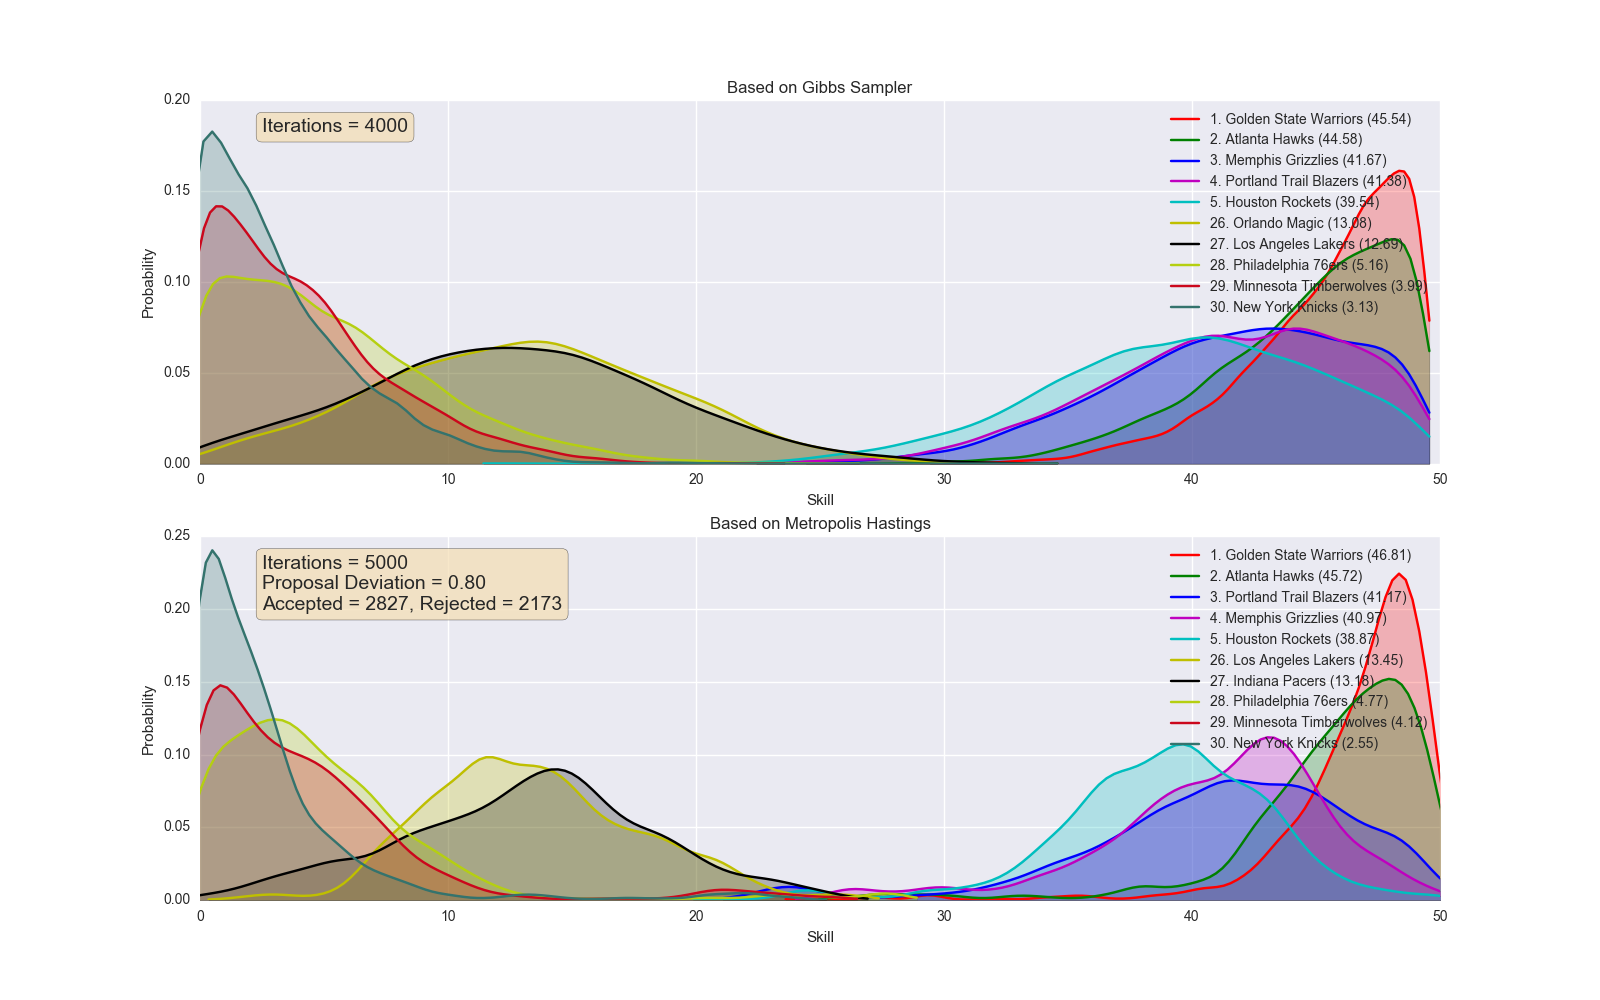 Based on Gibbs Sampler
0.20
0.15
0.10
0.05
0.00
Probability
Iterations = 4000
1. Golden State Warriors (45.54)
2. Atlanta Hawks (44.58)
3. Memphis Grizzlies (41.67)
4. Portland Trail Blazers (41.38)
5. Houston Rockets (39.54)
26. Orlando Magic (13.08)
27. Los Angeles Lakers (12.69)
28. Philadelphia 76ers (5.16)
29. Minnesota Timberwolves (3.99)
30. New York Knicks (3.13)
0 10 20 30 40 50
Skill
Based on Metropolis Hastings
0.25
0.20
0.15
0.10
0.05
0.00
Probability
Iterations = 5000
Proposal Deviation = 0.80
Accepted = 2827, Rejected = 2173
1. Golden State Warriors (46.81)
2. Atlanta Hawks (45.72)
3. Portland Trail Blazers (41.17)
4. Memphis Grizzlies (40.97)
5. Houston Rockets (38.87)
26. Los Angeles Lakers (13.45)
27. Indiana Pacers (13.18)
28. Philadelphia 76ers (4.77)
29. Minnesota Timberwolves (4.12)
30. New York Knicks (2.55)
0 10 20 30 40 50
Skill